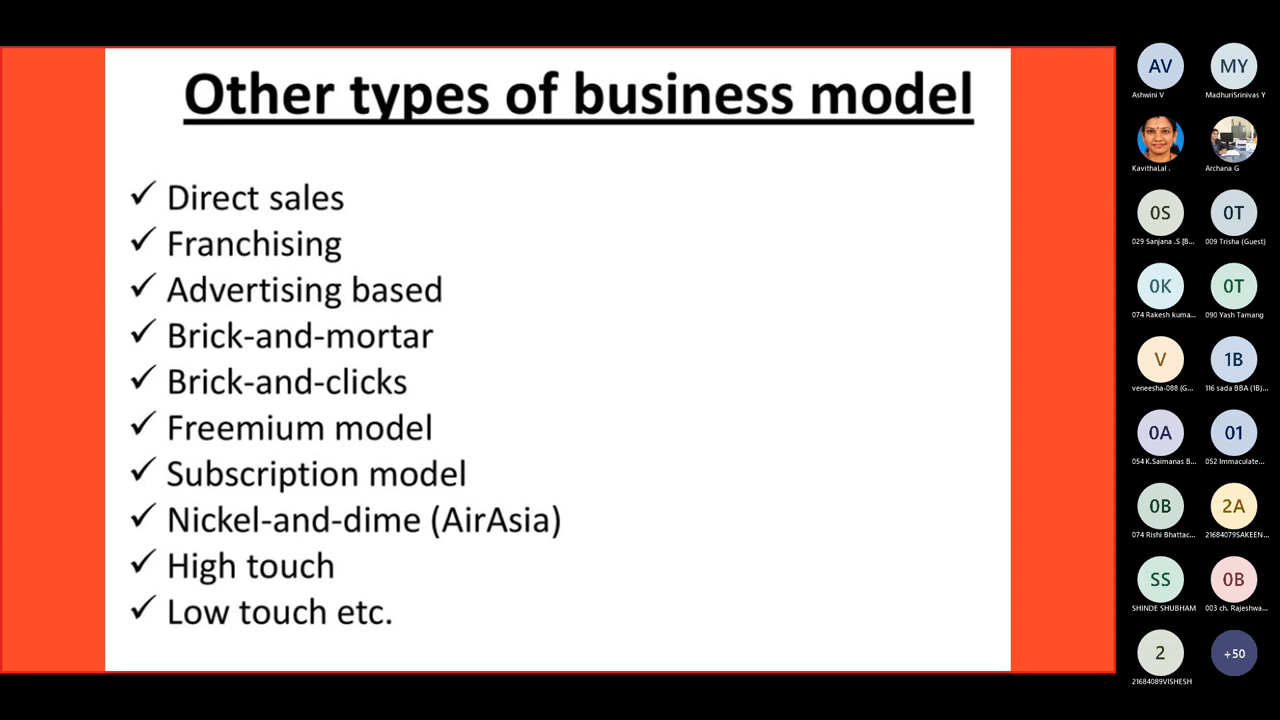 Other types of business model
✓ Direct sales
✓ Franchising
✓ Advertising based
✓ Brick-and-mortar
✓ Brick-and-clicks
✓ Freemium model
✓ Subscription model
✓ Nickel-and-dime (AirAsia)
✓ High touch
✓ Low touch etc.
AV MY
Ashwini V MadhuriSrinivas Y
KavithaLal . Archana G
0S 0T
029 Sanjana .S [B... 009 Trisha (Guest)
0K 0T
074 Rakesh kuma... 090 Yash Tamang
V 1B
veneesha-088 (G... 116 sada BBA (1B)...
0A 01
054 K.Saimanas B... 052 Immaculate...
0B 2A
074 Rishi Bhattac... 21684079SAKEEN...
SS 0B
SHINDE SHUBHAM 003 ch. Rajeshwa...
2 +50
21684089VISHESH